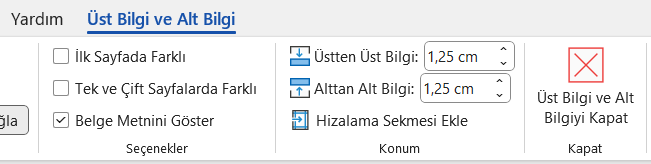 Yardım Üst Bilgi ve Alt Bilgi
İlk Sayfada Farklı
Tek ve Çift Sayfalarda Farklı
Belge Metnini Göster
Seçenekler
Üstten Üst Bilgi: 1,25 cm
Alttan Alt Bilgi: 1,25 cm
Hizalama Sekmesi Ekle
Konum
Üst Bilgi ve Alt
Bilgiyi Kapat
Kapat